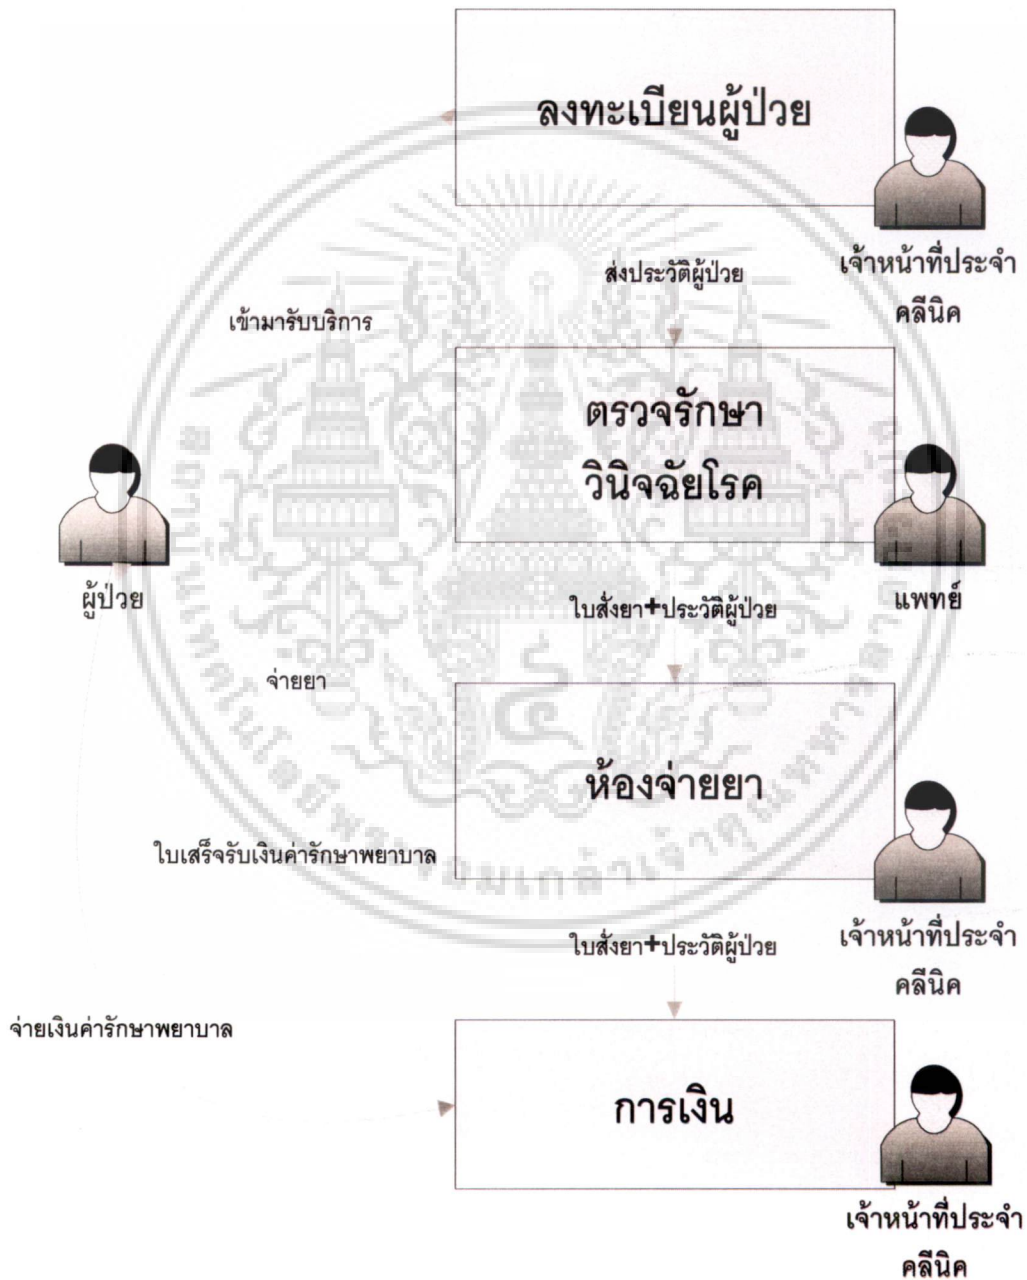 ลงทะเบียนผู้ป่วย
เจ้าหน้าที่ประจำ
คลีนิค
ส่งประวัติผู้ป่วย
เข้ามารับบริการ
ตรวจรักษา
วินิจฉัยโรค
ผู้ป่วย
แพทย์
ใบสั่งยา+ประวัติผู้ป่วย
จ่ายยา
ห้องจ่ายยา
ใบเสร็จรับเงินค่ารักษาพยาบาล
เจ้าหน้าที่ประจำ
คลีนิค
ใบสั่งยา+ประวัติผู้ป่วย
จ่ายเงินค่ารักษาพยาบาล
การเงิน
เจ้าหน้าที่ประจำ
คลีนิค